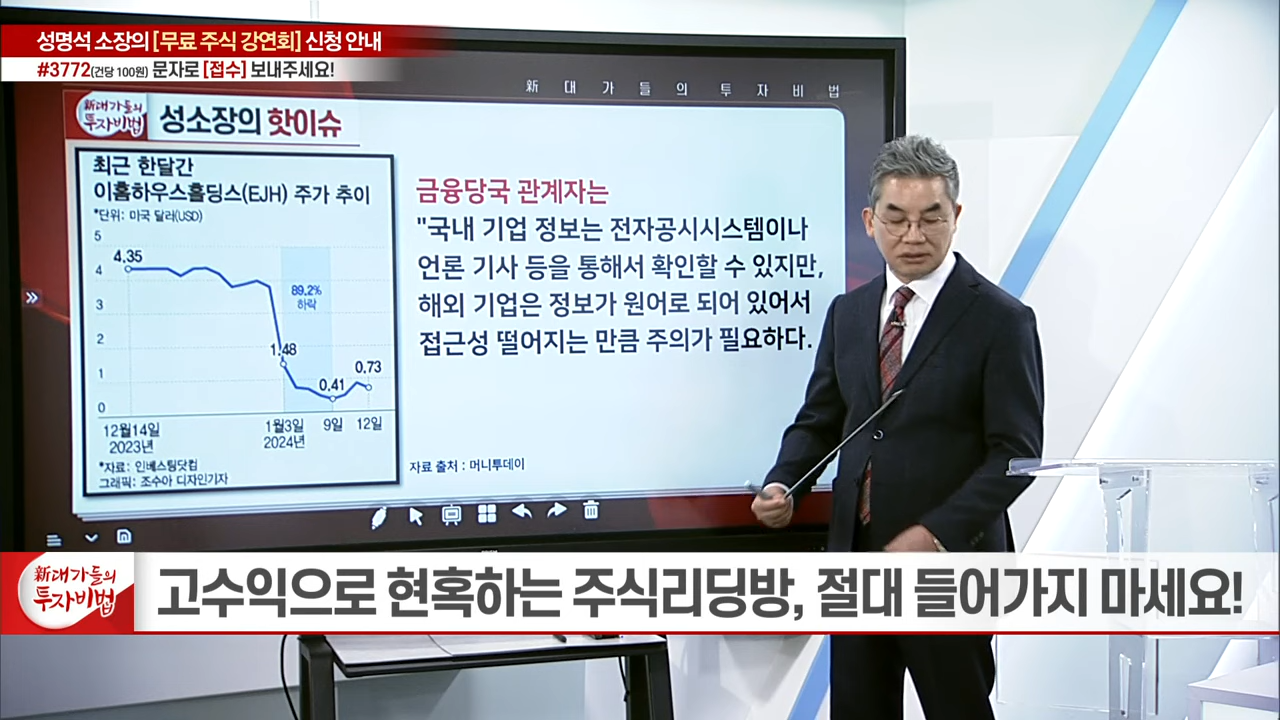 성명석 소장의 [무료 주식 강연회] 신청 안내
#3772(건당 100원) 문자로 [접수] 보내주세요!
新 대 가 들 의 투 자 비 법
新대가들의
투자비법
성소장의 핫이슈
최근 한달간
이홈하우스홀딩스(EJH) 주가 추이
*단위: 미국 달러(USD)
5
4
3
2
1
0
4.35
89.2%
하락
1.48
0.41
0.73
12월14일
2023년
1월3일
2024년
9일
12일
*자료: 인베스팅닷컴
그래픽: 조수아 디자인기자
금융당국 관계자는
"국내 기업 정보는 전자공시시스템이나
언론 기사 등을 통해서 확인할 수 있지만,
해외 기업은 정보가 원어로 되어 있어서
접근성 떨어지는 만큼 주의가 필요하다.
자료 출처 : 머니투데이
新대가들의
투자비법
고수익으로 현혹하는 주식리딩방, 절대 들어가지 마세요!